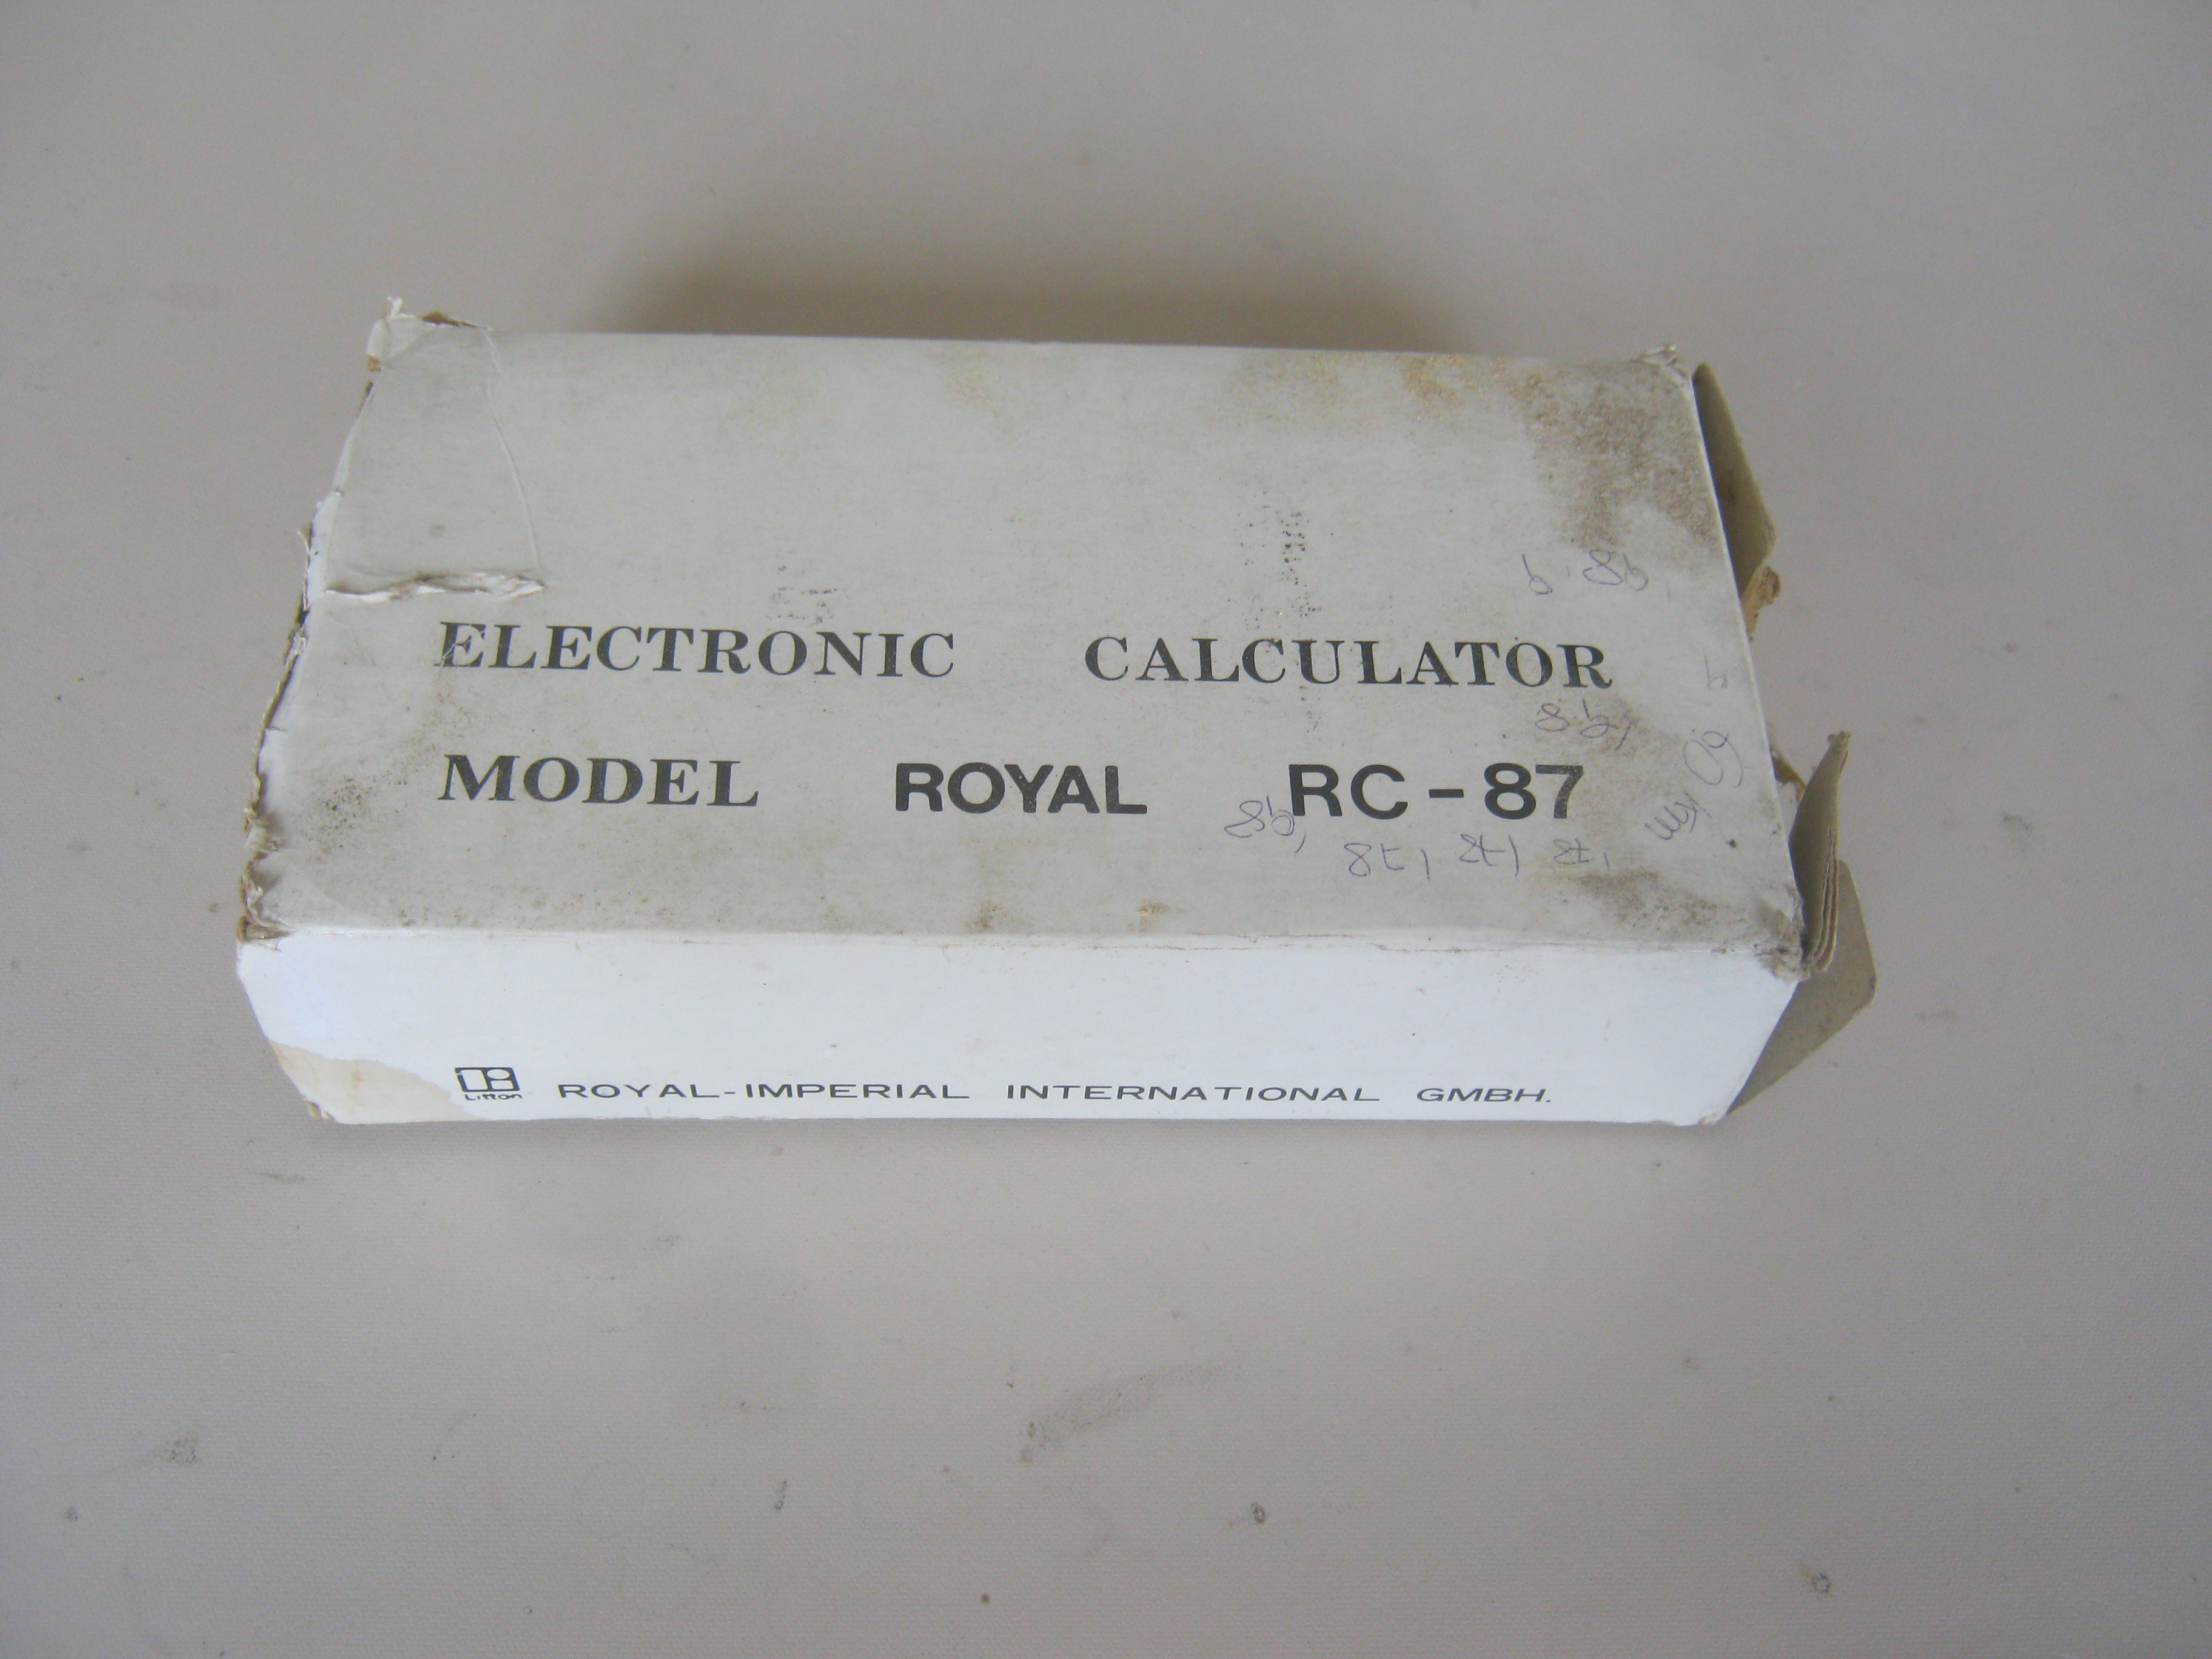 ELECTRONIC CALCULATOR
MODEL ROYAL RC-87
Litton ROYAL-IMPERIAL INTERNATIONAL GMBH.